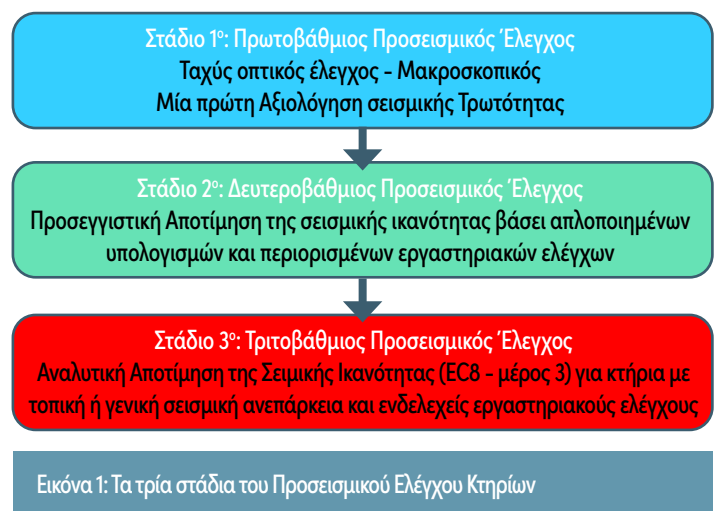 Στάδιο 1ο: Πρωτοβάθμιος Προσεισμικός Έλεγχος
Ταχύς οπτικός έλεγχος - Μακροσκοπικός
Μία πρώτη Αξιολόγηση σεισμικής Τρωτότητας
Στάδιο 2ο: Δευτεροβάθμιος Προσεισμικός Έλεγχος
Προσεγγιστική Αποτίμηση της σεισμικής ικανότητας βάσει απλοποιημένων
υπολογισμών και περιορισμένων εργαστηριακών ελέγχων
Στάδιο 3ο: Τριτοβάθμιος Προσεισμικός Έλεγχος
Αναλυτική Αποτίμηση της Σειμικής Ικανότητας (EC8 - μέρος 3) για κτήρια με
τοπική ή γενική σεισμική ανεπάρκεια και ενδελεχείς εργαστηριακούς ελέγχους
Εικόνα 1: Τα τρία στάδια του Προσεισμικού Ελέγχου Κτηρίων